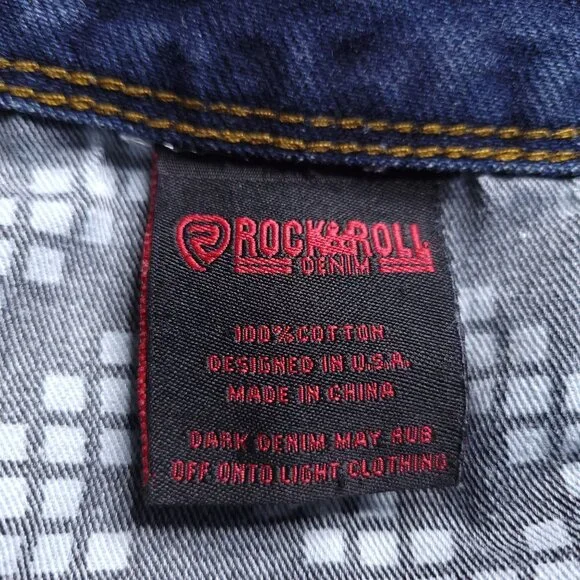 ROCK & ROLL
DENIM
100% COTTON
DESIGNED IN U.S.A.
MADE IN CHINA
DARK DENIM MAY RUB
OFF ONTO LIGHT CLOTHING